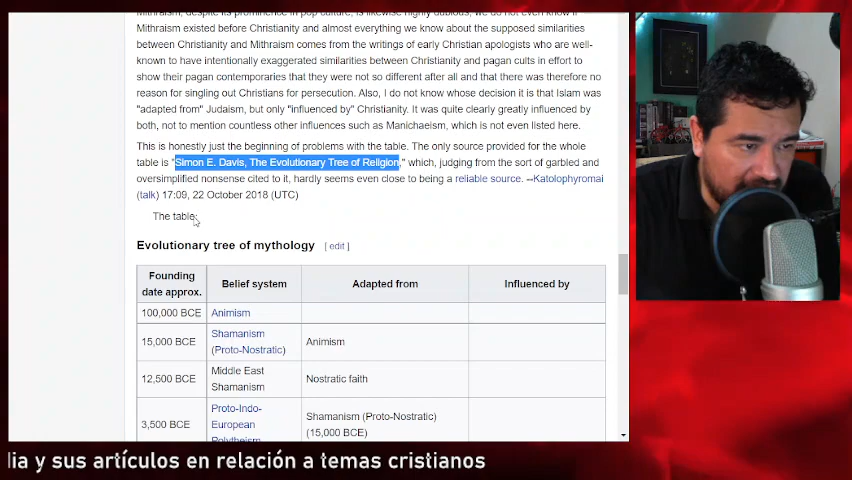 Mithraism, despite its prominence in pop culture, is likewise highly dubious; we do not even know if
Mithraism existed before Christianity and almost everything we know about the supposed similarities
between Christianity and Mithraism comes from the writings of early Christian apologists who are well-
known to have intentionally exaggerated similarities between Christianity and pagan cults in effort to
show their pagan contemporaries that they were not so different after all and that there was therefore no
reason for singling out Christians for persecution. Also, I do not know whose decision it is that Islam was
"adapted from" Judaism, but only "influenced by" Christianity. It was quite clearly greatly influenced by
both, not to mention countless other influences such as Manichaeism, which is not even listed here.
This is honestly just the beginning of problems with the table. The only source provided for the whole
table is "Simon E. Davis, The Evolutionary Tree of Religion," which, judging from the sort of garbled and
oversimplified nonsense cited to it, hardly seems even close to being a reliable source. --Katolophyromai
(talk) 17:09, 22 October 2018 (UTC)
The table:
Evolutionary tree of mythology [ edit ]
Founding date approx. Belief system Adapted from Influenced by
100,000 BCE Animism
15,000 BCE Shamanism (Proto-Nostratic) Animism
12,500 BCE Middle East Shamanism Nostratic faith
3,500 BCE Proto-Indo-European Polytheism Shamanism (Proto-Nostratic) (15,000 BCE)
dia y sus artículos en relación a temas cristianos